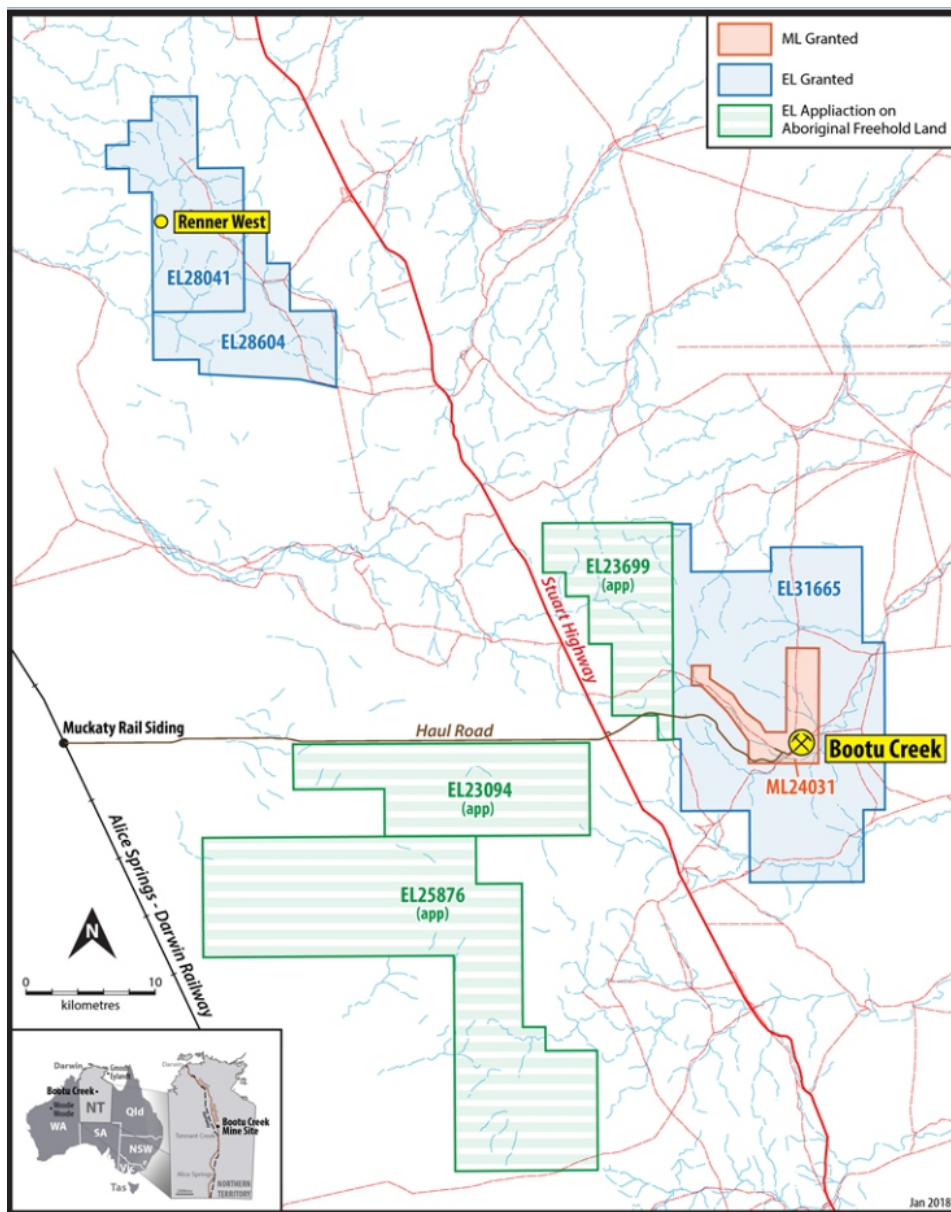 ML Granted
EL Granted
EL Appliaction on
Aboriginal Freehold Land
Renner West
EL28041
EL28604
EL23699
(app)
EL31665
Stuart Highway
Muckaty Rail Siding
Haul Road
Bootu Creek
ML24031
EL23094
(app)
EL25876
(app)
Alice Springs - Darwin Railway
N
0 10
kilometres
Darwin
Bootu Creek
NT
Qld
WA
SA
NSW
Vic
Tas
Darwin
Bootu Creek
Mine Site
Tennant Creek
Alice Springs
NORTHERN
TERRITORY
Jan 2018